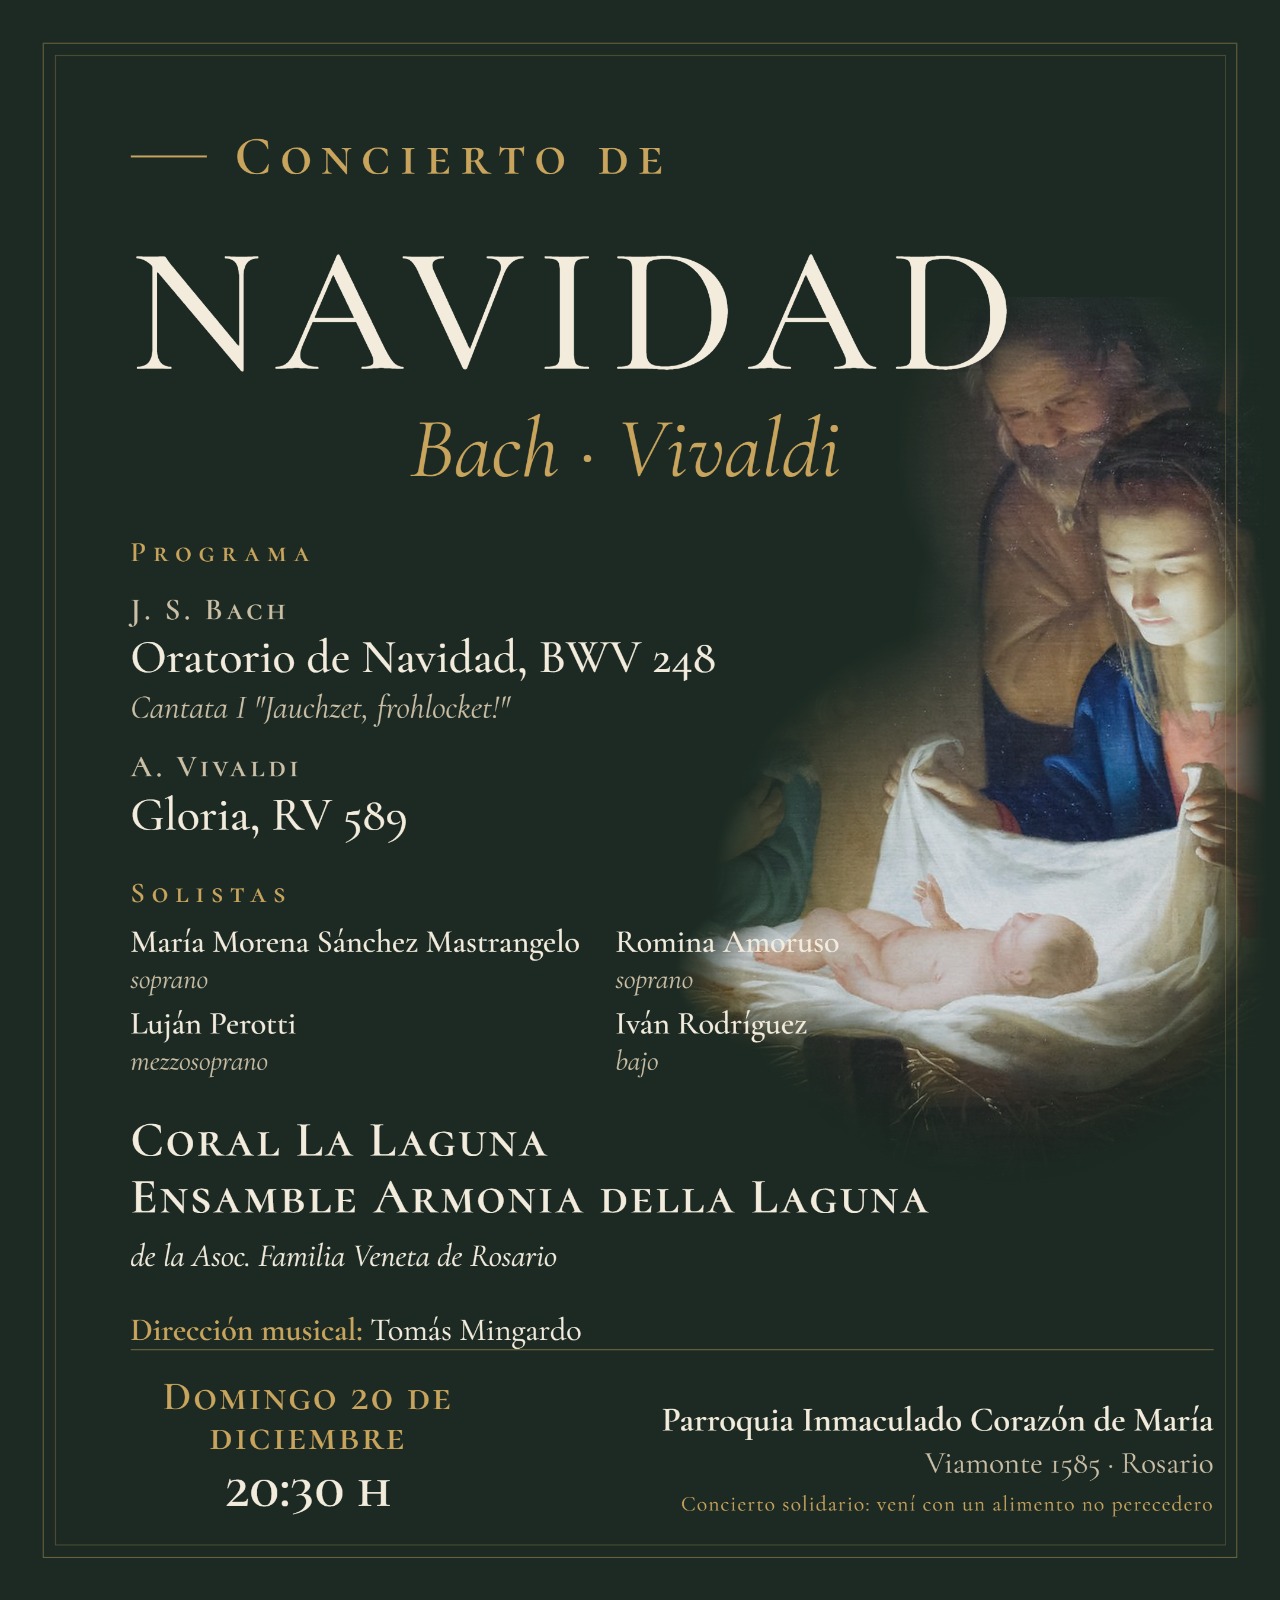 Concierto de
NAVIDAD
Bach · Vivaldi
Programa
J. S. Bach
Oratorio de Navidad, BWV 248
Cantata I "Jauchzet, frohlocket!"
A. Vivaldi
Gloria, RV 589
Solistas
María Morena Sánchez Mastrangelo
soprano
Romina Amoruso
soprano
Luján Perotti
mezzosoprano
Iván Rodríguez
bajo
Coral La Laguna
Ensamble Armonia della Laguna
de la Asoc. Familia Veneta de Rosario
Dirección musical: Tomás Mingardo
Domingo 20 de
diciembre
20:30 h
Parroquia Inmaculado Corazón de María
Viamonte 1585 · Rosario
Concierto solidario: vení con un alimento no perecedero